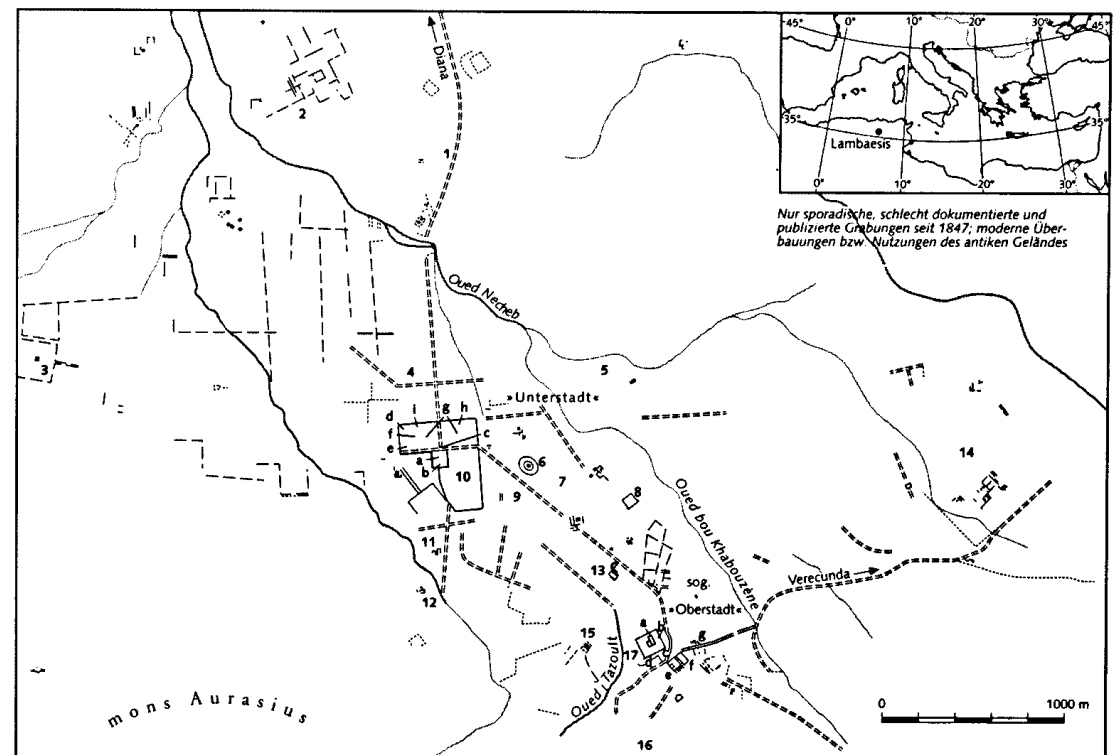 45°
0°
10°
20°
30°
45°
35°
35°
Lambaesis
0°
10°
20°
30°
Nur sporadische, schlecht dokumentierte und
publizierte Grabungen seit 1847; moderne Über-
bauungen bzw. Nutzungen des antiken Geländes
Diana
2
1
Oued Necheb
3
4
5
»Unterstadt«
d
i
g
h
f
c
e
a
b
10
6
7
8
9
g
14
11
12
13
h
Oued bou Khabouzène
sog.
»Oberstadt«
Verecunda
15
a
b
17
g
d
e
f
Oued Tazoult
mons Aurasius
16
0
1000 m